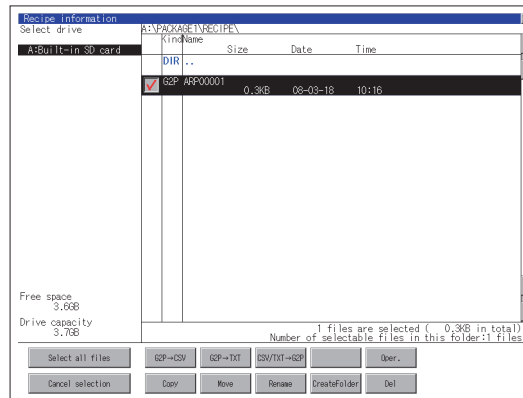 Recipe information
Select drive
A:\PACKAGE1\RECIPE\
Kind Name
Size Date Time
A:Built-in SD card
DIR ..
G2P ARP00001
0.3KB 08-03-18 10:16
Free space
3.6GB
Drive capacity
3.7GB
1 files are selected ( 0.3KB in total)
Number of selectable files in this folder:1 files
Select all files G2P→CSV G2P→TXT CSV/TXT→G2P Oper.
Cancel selection Copy Move Rename CreateFolder Del